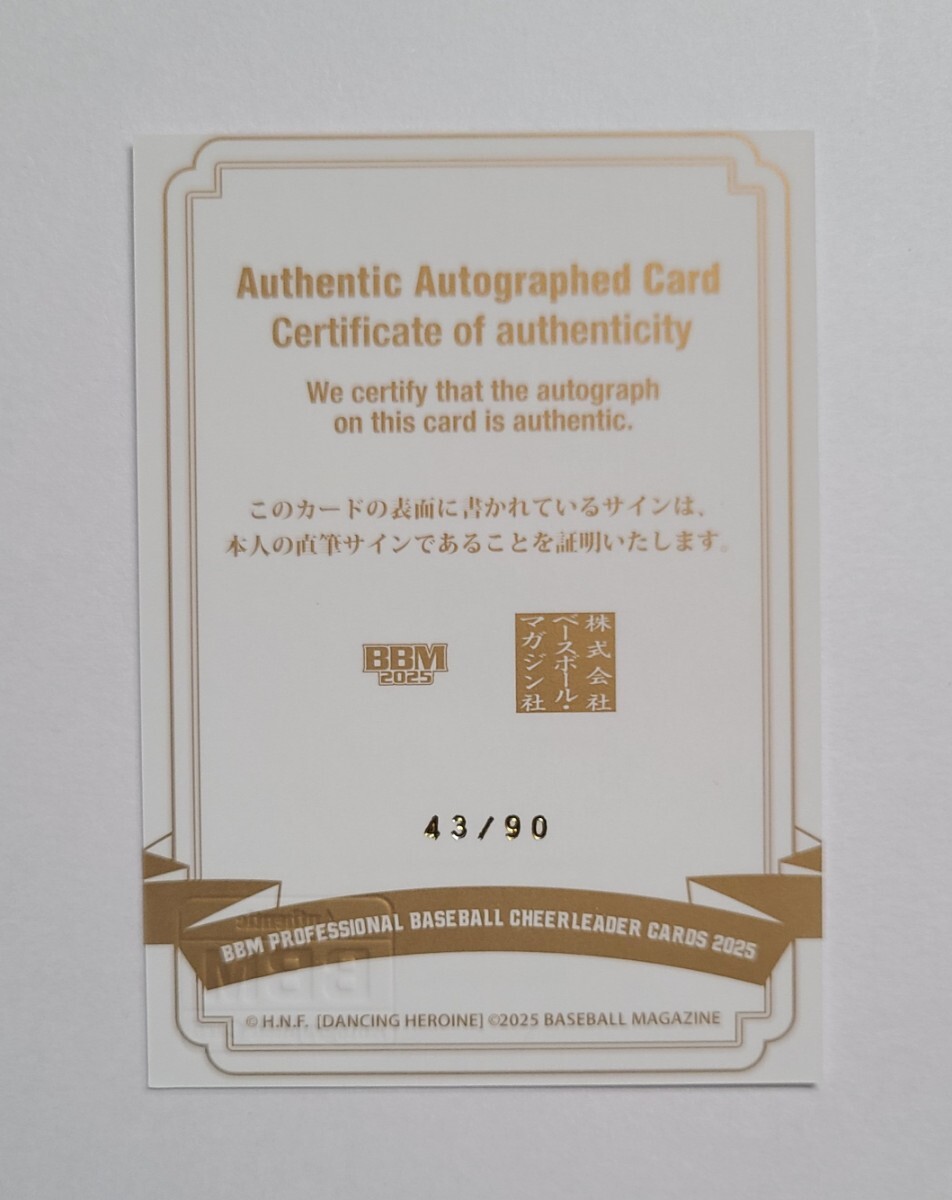 Authentic Autographed Card
Certificate of authenticity
We certify that the autograph
on this card is authentic.
このカードの表面に書かれているサインは、
本人の直筆サインであることを証明いたします。
BBM
2025
株式会社
ベースボール・
マガジン社
43/90
BBM PROFESSIONAL BASEBALL CHEERLEADER CARDS 2025
© H.N.F. [DANCING HEROINE] ©2025 BASEBALL MAGAZINE